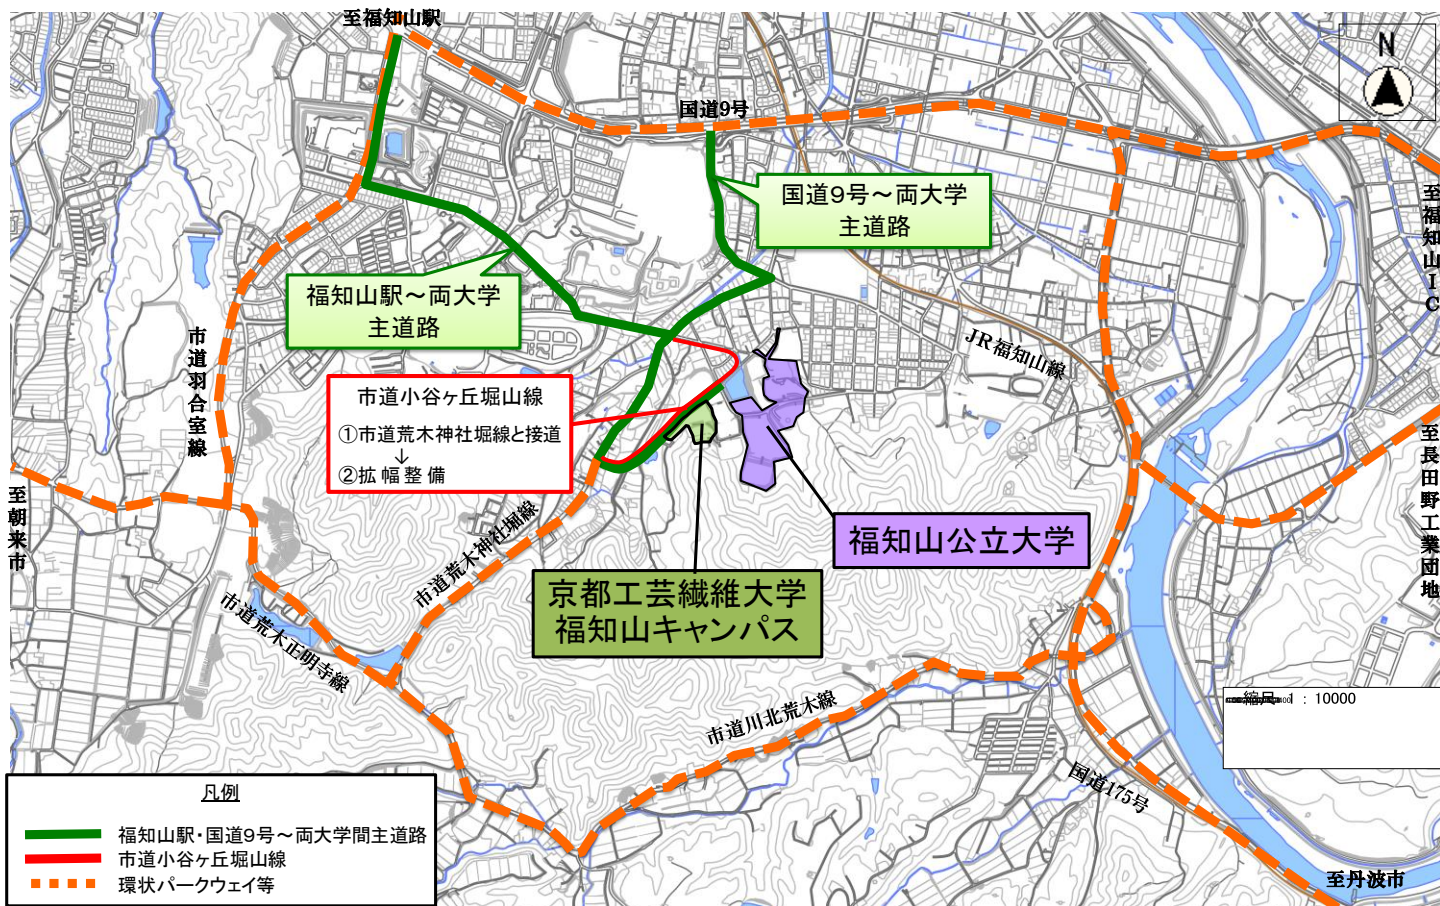 至福知山駅
N
国道9号
国道9号～両大学
主道路
至福知山IC
福知山駅～両大学
主道路
市道羽合室線
JR福知山線
市道小谷ヶ丘堀山線
①市道荒木神社堀線と接道
↓
②拡幅整備
至長田野工業団地
至朝来市
福知山公立大学
市道荒木神社堀線
京都工芸繊維大学
福知山キャンパス
市道荒木正明寺線
市道川北荒木線
縮尺 1 : 10000
国道175号
至丹波市
凡例
福知山駅・国道9号～両大学間主道路
市道小谷ヶ丘堀山線
環状パークウェイ等